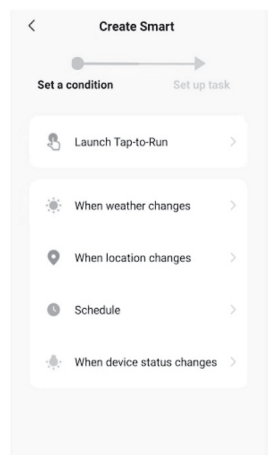 Create Smart
Set a condition
Set up task
Launch Tap-to-Run
When weather changes
When location changes
Schedule
When device status changes